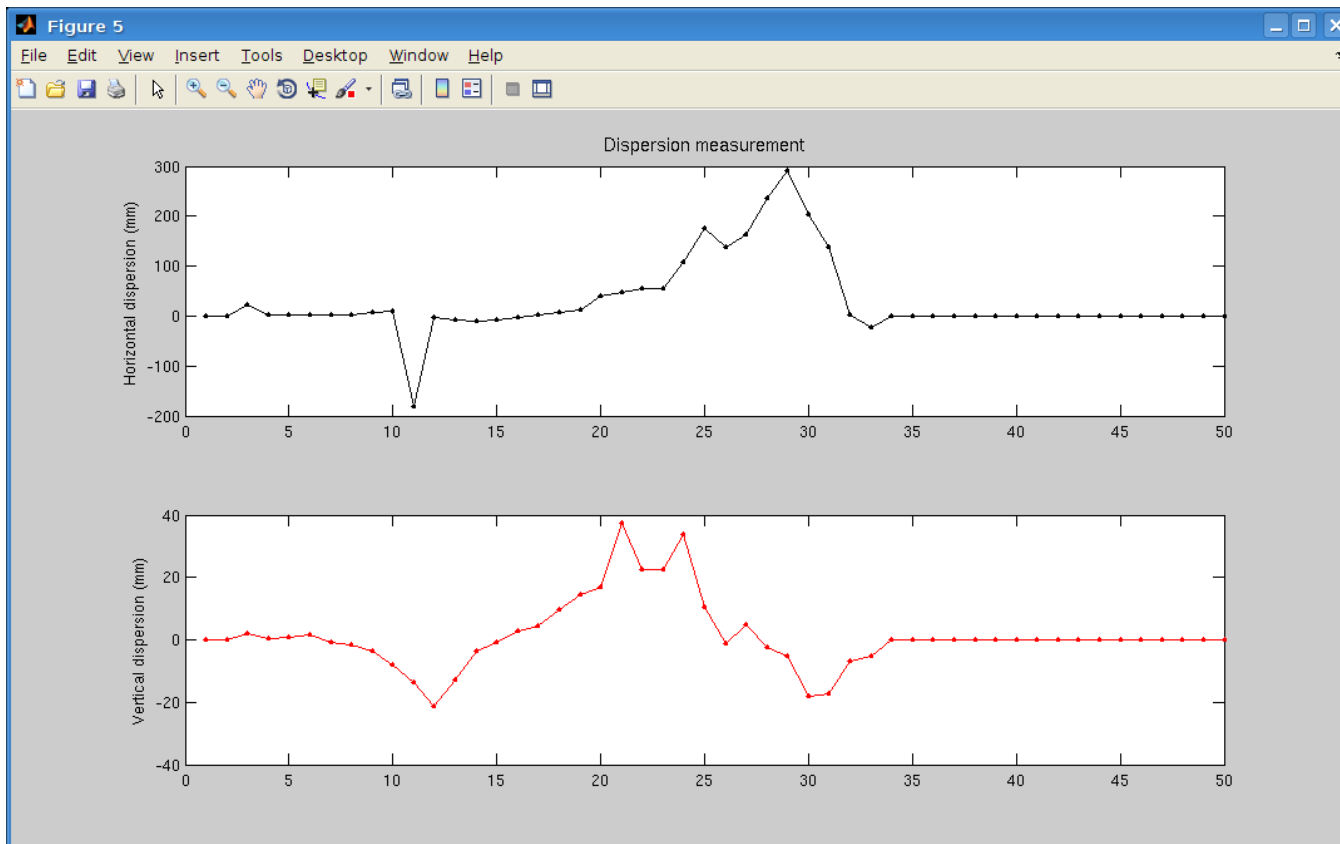 Figure 5
File Edit View Insert Tools Desktop Window Help
Dispersion measurement
Horizontal dispersion (mm)
300
200
100
0
-100
-200
0 5 10 15 20 25 30 35 40 45 50
Vertical dispersion (mm)
40
20
0
-20
-40
0 5 10 15 20 25 30 35 40 45 50